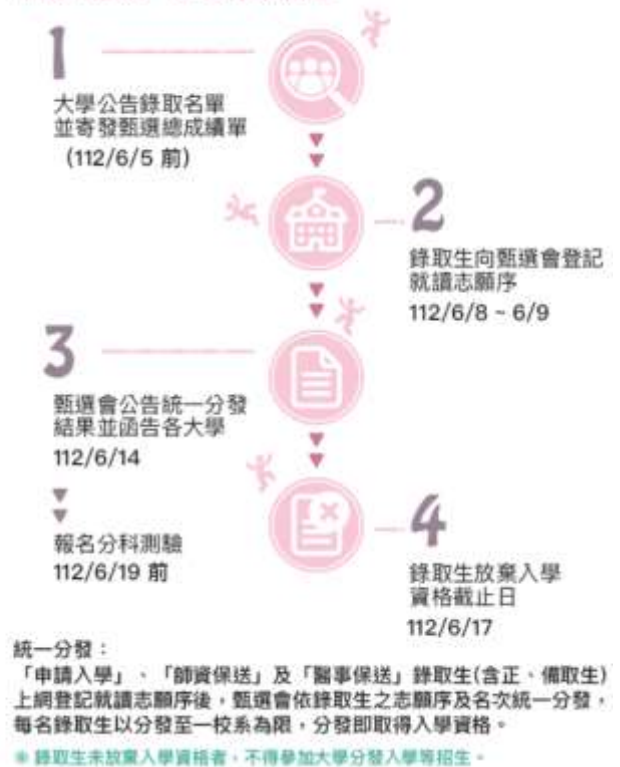 1
大學公告錄取名單
並寄發甄選總成績單
(112/6/5 前)
2
錄取生向甄選會登記
就讀志願序
112/6/8 ~ 6/9
3
甄選會公告統一分發
結果並函告各大學
112/6/14
報名分科測驗
112/6/19 前
4
錄取生放棄入學
資格截止日
112/6/17
統一分發：
「申請入學」、「師資保送」及「醫事保送」錄取生(含正、備取生)
上網登記就讀志願序後，甄選會依錄取生之志願序及名次統一分發，
每名錄取生以分發至一校系為限，分發即取得入學資格。
＊錄取生未放棄入學資格者，不得參加大學分發入學等招生。